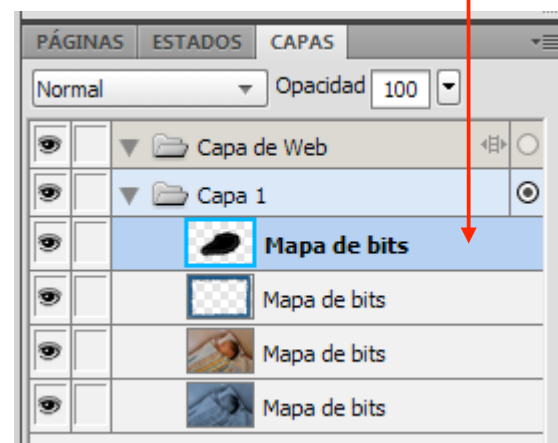 PÁGINAS ESTADOS CAPAS
Normal Opacidad 100
Capa de Web
Capa 1
Mapa de bits
Mapa de bits
Mapa de bits
Mapa de bits